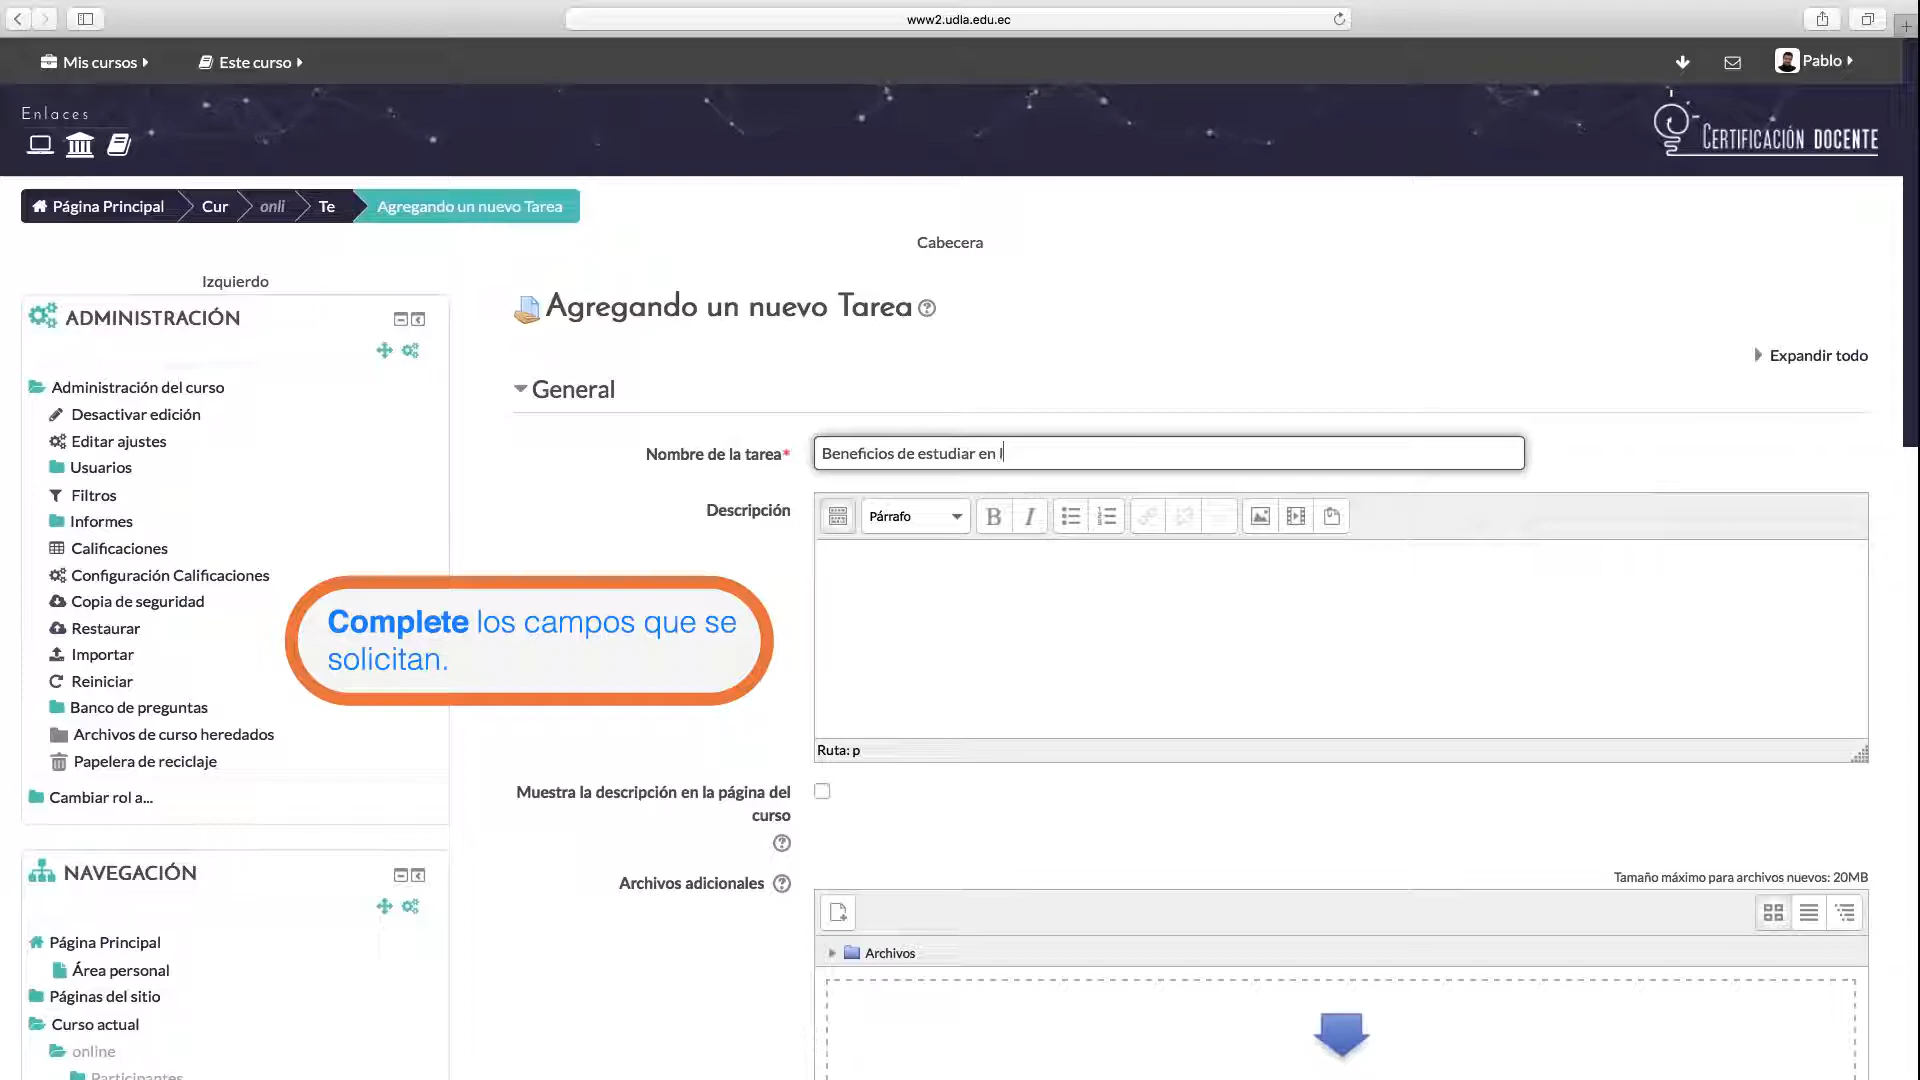 www2.udla.edu.ec
Mis cursos
Este curso
Pablo
Enlaces
CERTIFICACIÓN DOCENTE
Página Principal
Cur
onli
Te
Agregando un nuevo Tarea
Cabecera
Izquierdo
ADMINISTRACIÓN
Administración del curso
Desactivar edición
Editar ajustes
Usuarios
Filtros
Informes
Calificaciones
Configuración Calificaciones
Copia de seguridad
Restaurar
Importar
Reiniciar
Banco de preguntas
Archivos de curso heredados
Papelera de reciclaje
Cambiar rol a...
NAVEGACIÓN
Página Principal
Área personal
Páginas del sitio
Curso actual
online
Participantes
Agregando un nuevo Tarea
Expandir todo
General
Nombre de la tarea*
Beneficios de estudiar en l
Descripción
Párrafo
B
I
Complete los campos que se
solicitan.
Ruta: p
Muestra la descripción en la página del
curso
Archivos adicionales
Tamaño máximo para archivos nuevos: 20MB
Archivos